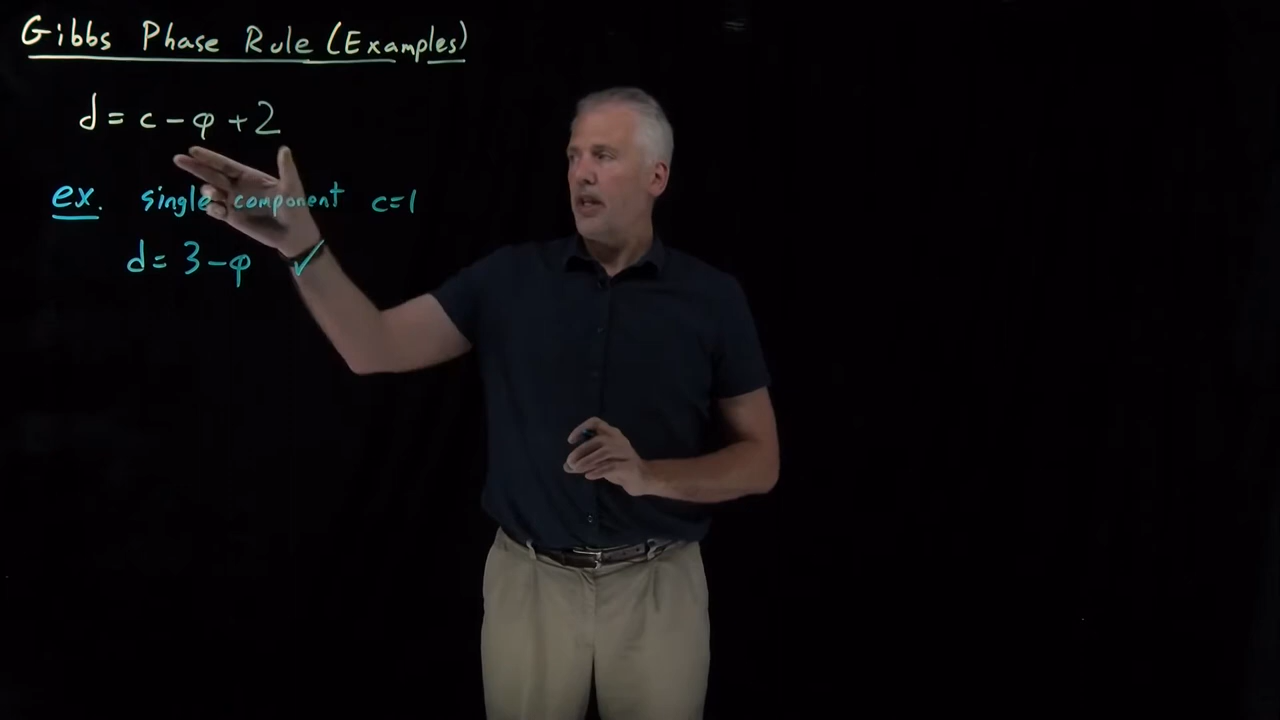 Gibbs Phase Rule (Examples)
d = c - φ + 2
ex. single component c=1
d = 3 - φ ✓